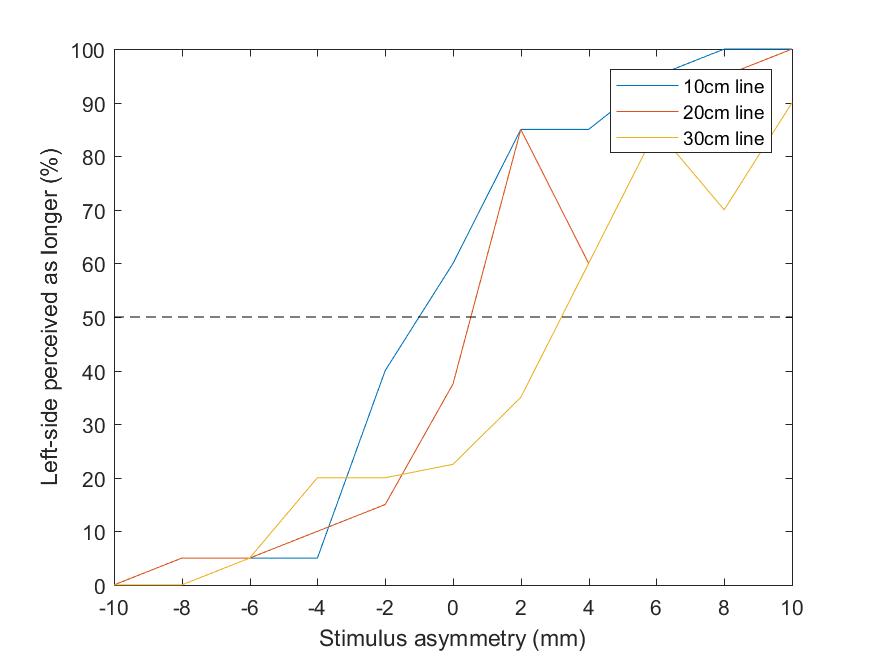 100
90
80
70
60
50
40
30
20
10
0
-10 -8 -6 -4 -2 0 2 4 6 8 10
Left-side perceived as longer (%)
Stimulus asymmetry (mm)
10cm line
20cm line
30cm line